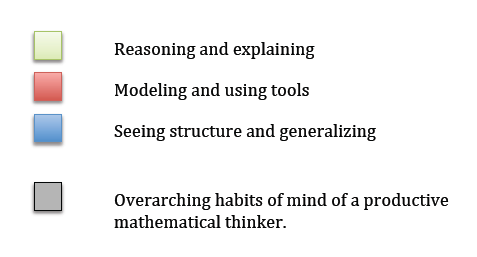 Reasoning and explaining
Modeling and using tools
Seeing structure and generalizing
Overarching habits of mind of a productive
mathematical thinker.